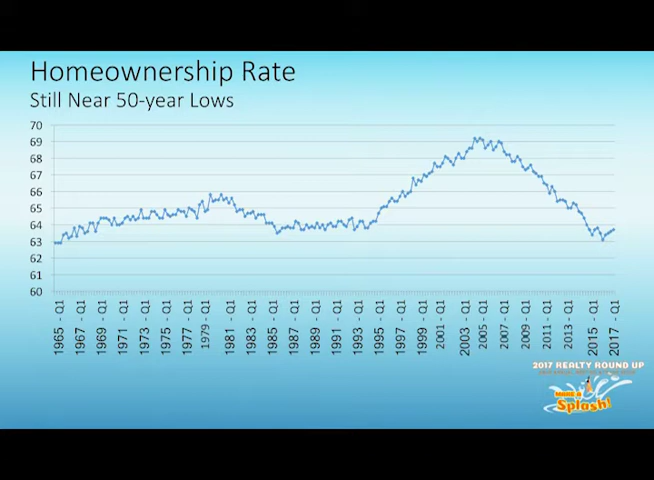 Homeownership Rate
Still Near 50-year Lows
70
69
68
67
66
65
64
63
62
61
60
1965 - Q1
1967 - Q1
1969 - Q1
1971 - Q1
1973 - Q1
1975 - Q1
1977 - Q1
1979 - Q1
1981 - Q1
1983 - Q1
1985 - Q1
1987 - Q1
1989 - Q1
1991 - Q1
1993 - Q1
1995 - Q1
1997 - Q1
1999 - Q1
2001 - Q1
2003 - Q1
2005 - Q1
2007 - Q1
2009 - Q1
2011 - Q1
2013 - Q1
2015 - Q1
2017 - Q1
2017 REALTY ROUND UP
MAKE A
Splash!